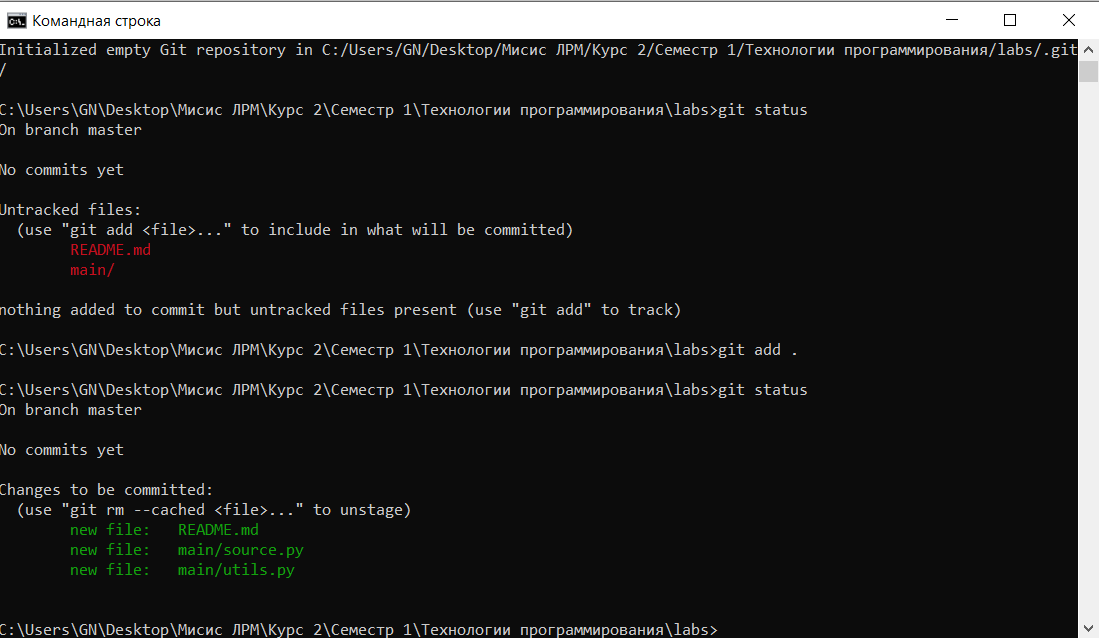 Командная строка
Initialized empty Git repository in C:/Users/GN/Desktop/Мисис ЛРМ/Курс 2/Семестр 1/Технологии программирования/labs/.git
/
C:\Users\GN\Desktop\Мисис ЛРМ\Курс 2\Семестр 1\Технологии программирования\labs>git status
On branch master
No commits yet
Untracked files:
  (use "git add <file>..." to include in what will be committed)
        README.md
        main/
nothing added to commit but untracked files present (use "git add" to track)
C:\Users\GN\Desktop\Мисис ЛРМ\Курс 2\Семестр 1\Технологии программирования\labs>git add .
C:\Users\GN\Desktop\Мисис ЛРМ\Курс 2\Семестр 1\Технологии программирования\labs>git status
On branch master
No commits yet
Changes to be committed:
  (use "git rm --cached <file>..." to unstage)
        new file:   README.md
        new file:   main/source.py
        new file:   main/utils.py
C:\Users\GN\Desktop\Мисис ЛРМ\Курс 2\Семестр 1\Технологии программирования\labs>